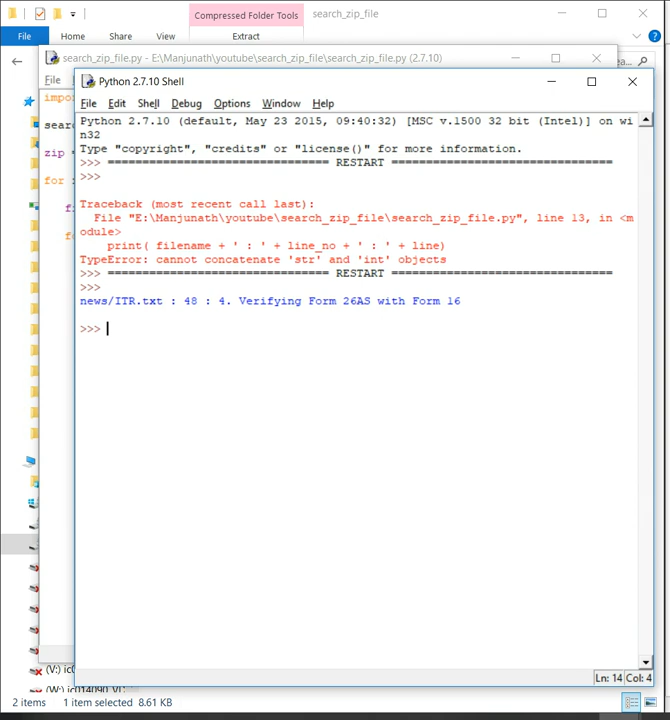 Compressed Folder Tools
search_zip_file
File
Home
Share
View
Extract
search_zip_file.py - E:\Manjunath\youtube\search_zip_file\search_zip_file.py (2.7.10)
File
Python 2.7.10 Shell
File Edit Shell Debug Options Window Help
Python 2.7.10 (default, May 23 2015, 09:40:32) [MSC v.1500 32 bit (Intel)] on wi
n32
Type "copyright", "credits" or "license()" for more information.
>>> ================================ RESTART ================================
>>>
Traceback (most recent call last):
File "E:\Manjunath\youtube\search_zip_file\search_zip_file.py", line 13, in <m
odule>
print( filename + ' : ' + line_no + ' : ' + line)
TypeError: cannot concatenate 'str' and 'int' objects
>>> ================================ RESTART ================================
>>>
news/ITR.txt : 48 : 4. Verifying Form 26AS with Form 16
>>>
zip
for
Ln: 14 Col: 4
2 items 1 item selected 8.61 KB